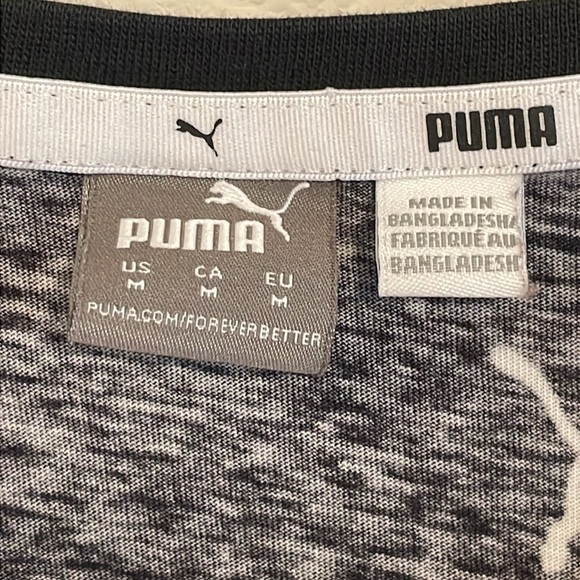 PUMA
PUMA
US CA EU
M M M
PUMA.COM/FOREVERBETTER
MADE IN
BANGLADESH/
FABRIQUÉ AU
BANGLADESH